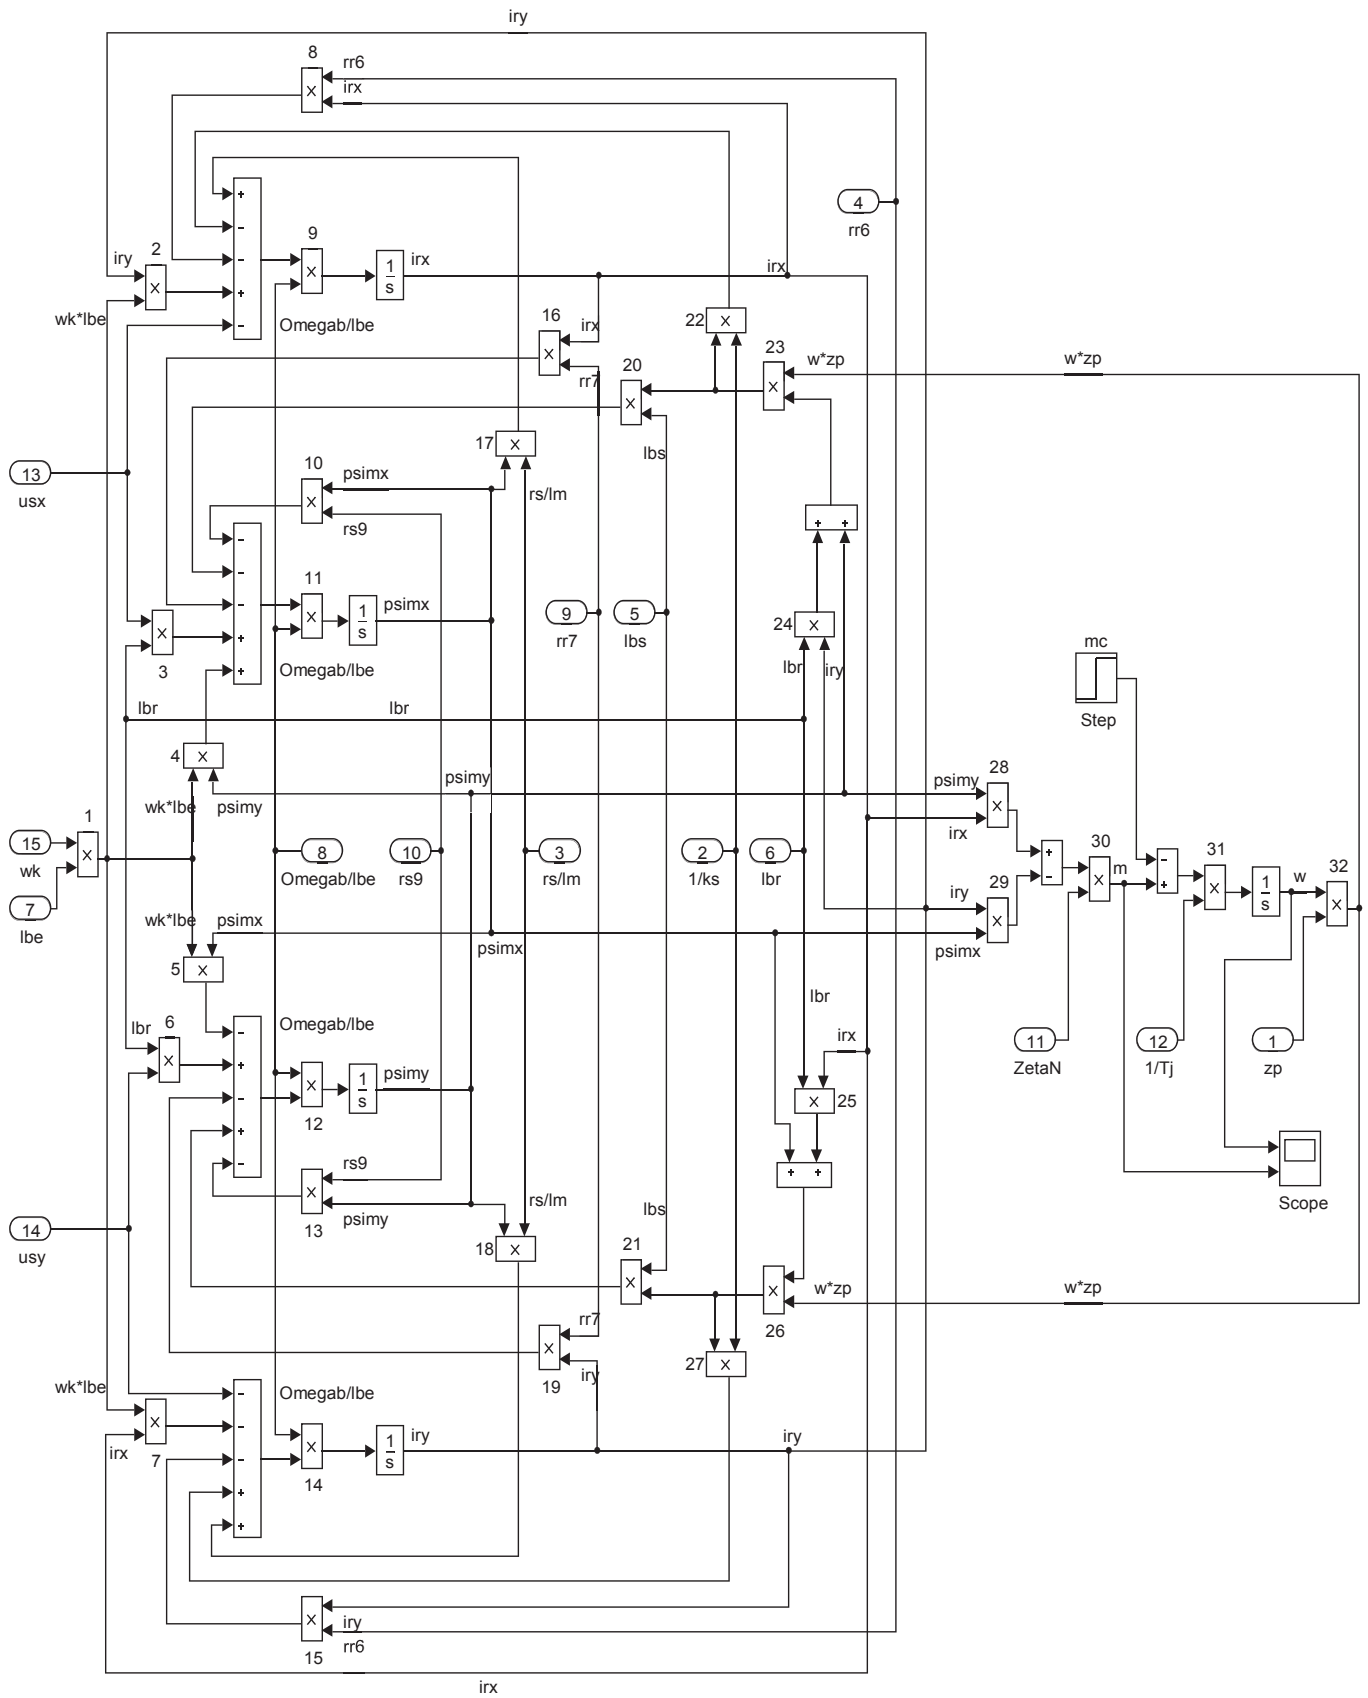 iry
8
rr6
irx
4
rr6
9
2
iry
irx
irx
wk*lbe
Omegab/lbe
16
irx
22
23
w*zp
w*zp
20
rr7
17
lbs
10
psimx
rs/lm
13
usx
rs9
11
psimx
9
rr7
5
lbs
24
3
Omegab/lbe
lbr
iry
mc
Step
lbr
lbr
4
psimy
psimy
28
wk*lbe
psimy
irx
1
15
wk
8
Omegab/lbe
10
rs9
3
rs/lm
2
1/ks
6
lbr
30
m
31
32
w
1
s
7
lbe
29
iry
wk*lbe
psimx
psimx
psimx
5
lbr
6
lbr
Omegab/lbe
irx
11
ZetaN
12
1/Tj
1
zp
psimy
25
12
rs9
rs/lm
lbs
Scope
13
psimy
14
usy
18
21
w*zp
w*zp
26
rr7
27
19
iry
wk*lbe
Omegab/lbe
irx
7
iry
iry
14
1
s
1
s
1
s
1
s
iry
rr6
15
irx